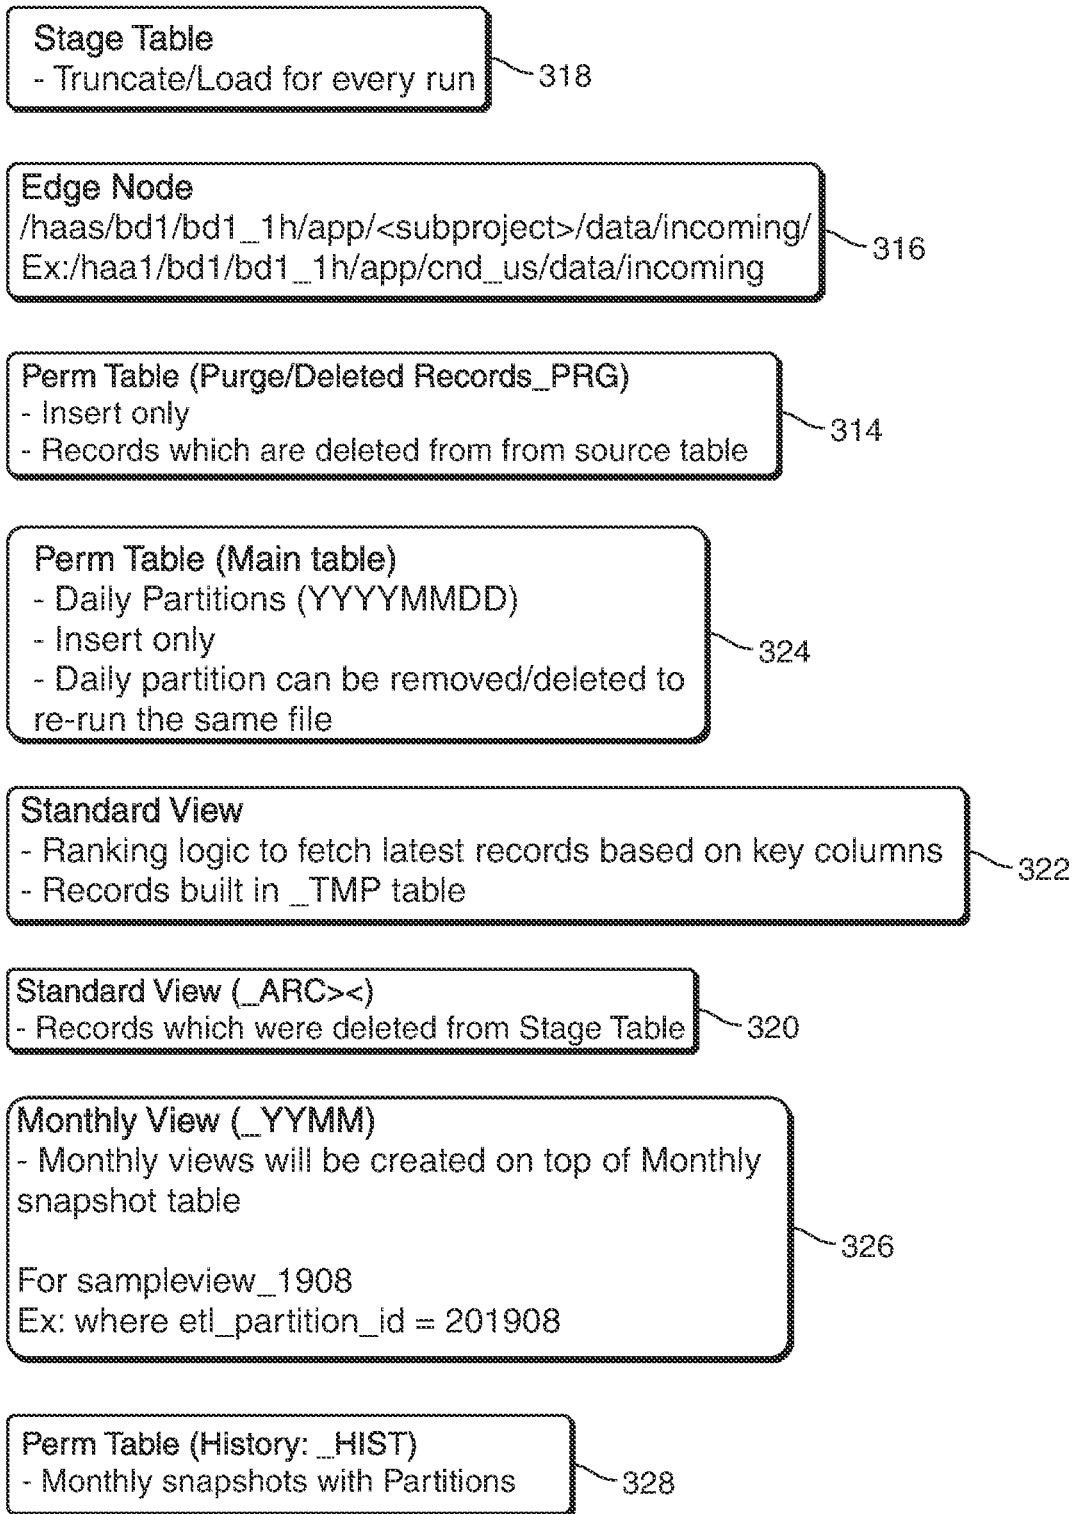 Stage Table
- Truncate/Load for every run
318
Edge Node
/haas/bd1/bd1_1h/app/<subproject>/data/incoming/
Ex:/haa1/bd1/bd1_1h/app/cnd_us/data/incoming
316
Perm Table (Purge/Deleted Records_PRG)
- Insert only
- Records which are deleted from from source table
314
Perm Table (Main table)
- Daily Partitions (YYYYMMDD)
- Insert only
- Daily partition can be removed/deleted to
re-run the same file
324
Standard View
- Ranking logic to fetch latest records based on key columns
- Records built in _TMP table
322
Standard View (_ARC><)
- Records which were deleted from Stage Table
320
Monthly View (_YYMM)
- Monthly views will be created on top of Monthly
snapshot table
For sampleview_1908
Ex: where etl_partition_id = 201908
326
Perm Table (History: _HIST)
- Monthly snapshots with Partitions
328